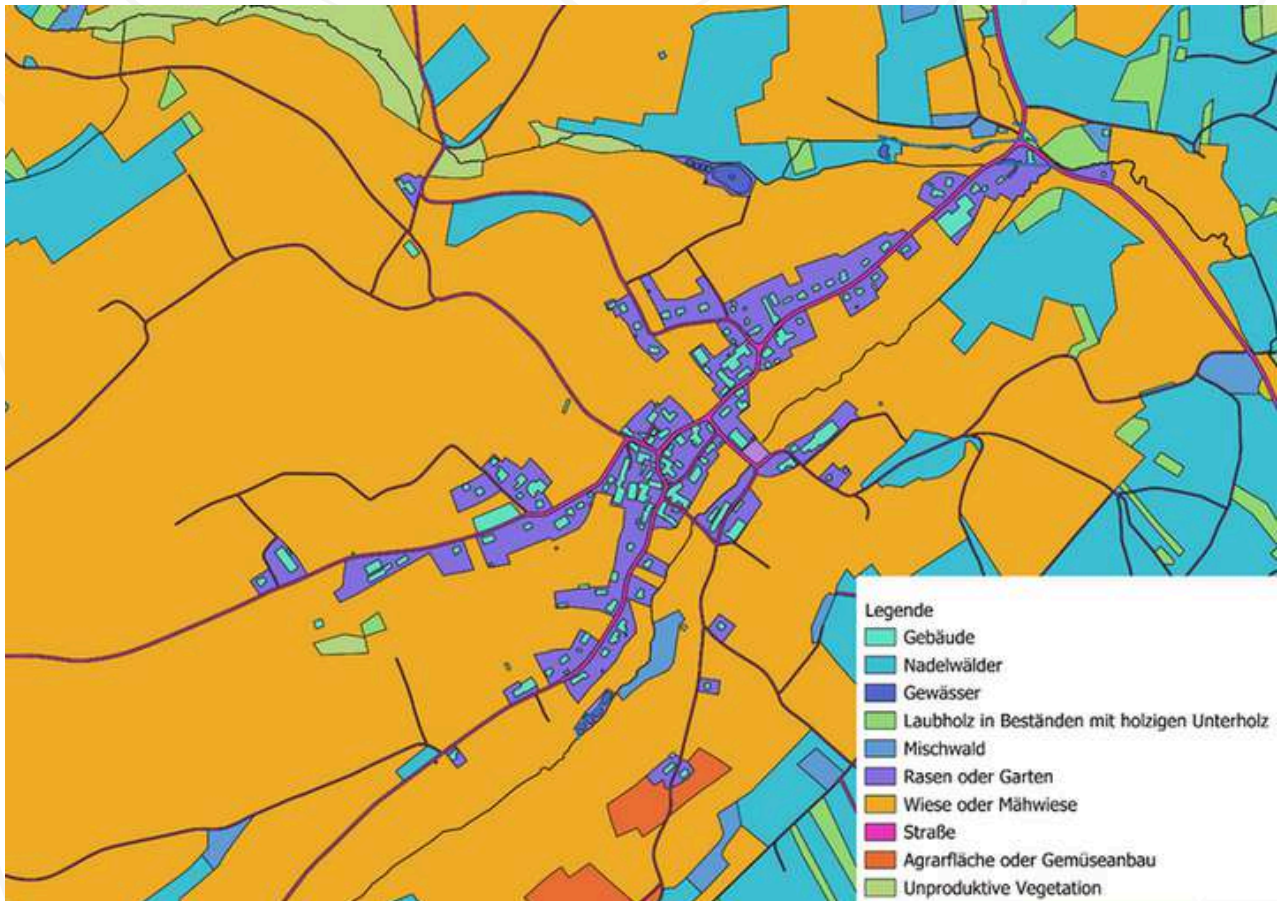 Legende
Gebäude
Nadelwälder
Gewässer
Laubholz in Beständen mit holzigen Unterholz
Mischwald
Rasen oder Garten
Wiese oder Mähwiese
Straße
Agrarfläche oder Gemüseanbau
Unproduktive Vegetation